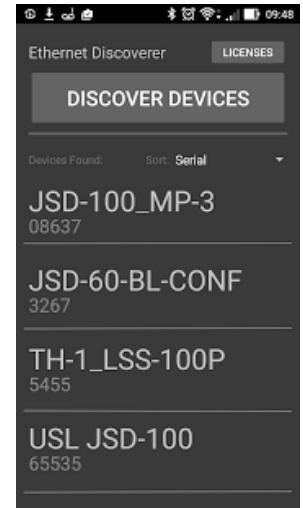 09:48
Ethernet Discoverer LICENSES
DISCOVER DEVICES
Devices Found: Sort: Serial
JSD-100_MP-3
08637
JSD-60-BL-CONF
3267
TH-1_LSS-100P
5455
USL JSD-100
65535